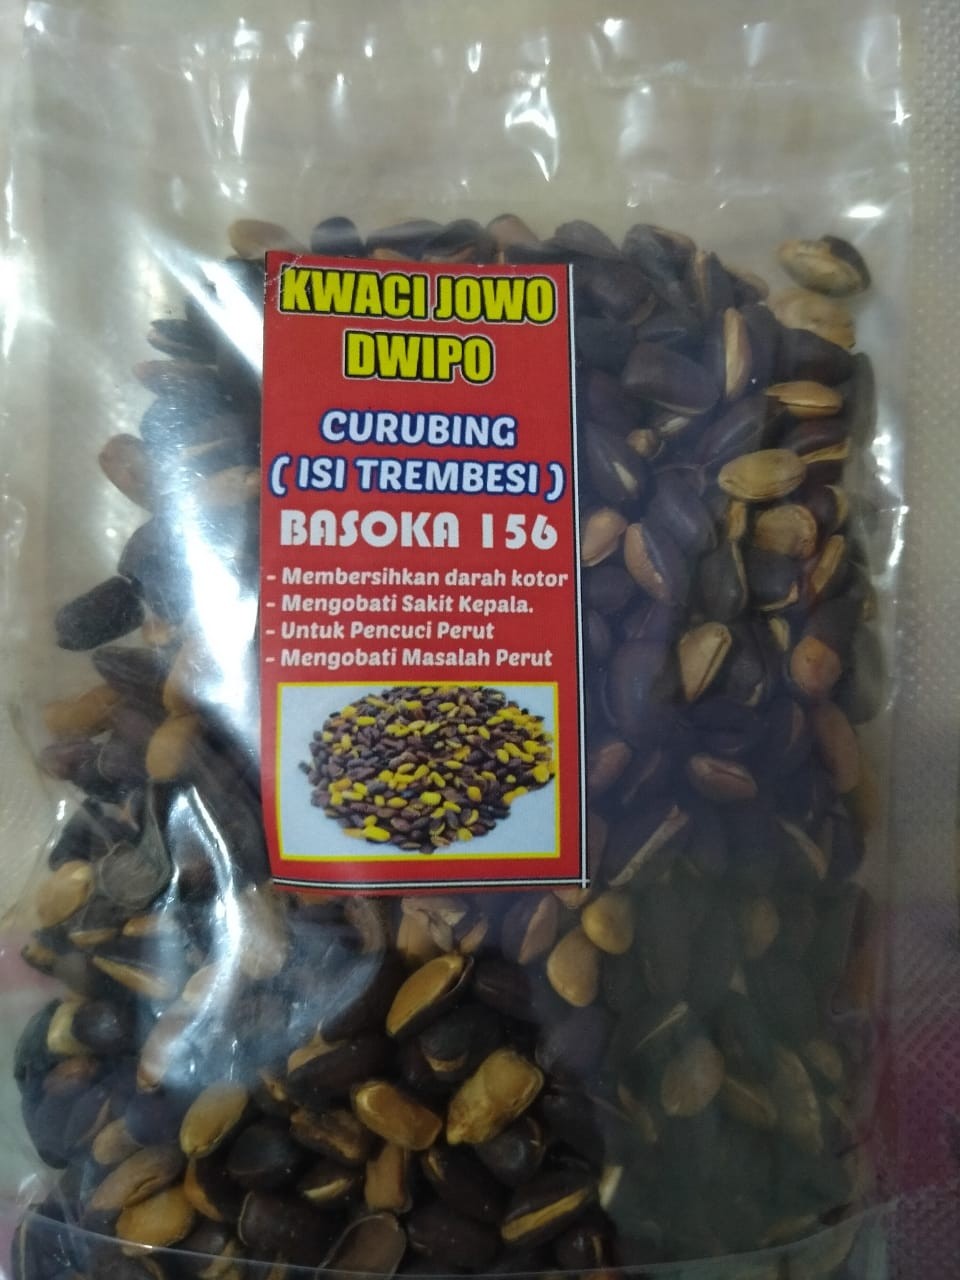 KWACI JOWO
DWIPO
CURUBING
( ISI TREMBESI )
BASOKA 156
- Membersihkan darah kotor
- Mengobati Sakit Kepala.
- Untuk Pencuci Perut
- Mengobati Masalah Perut